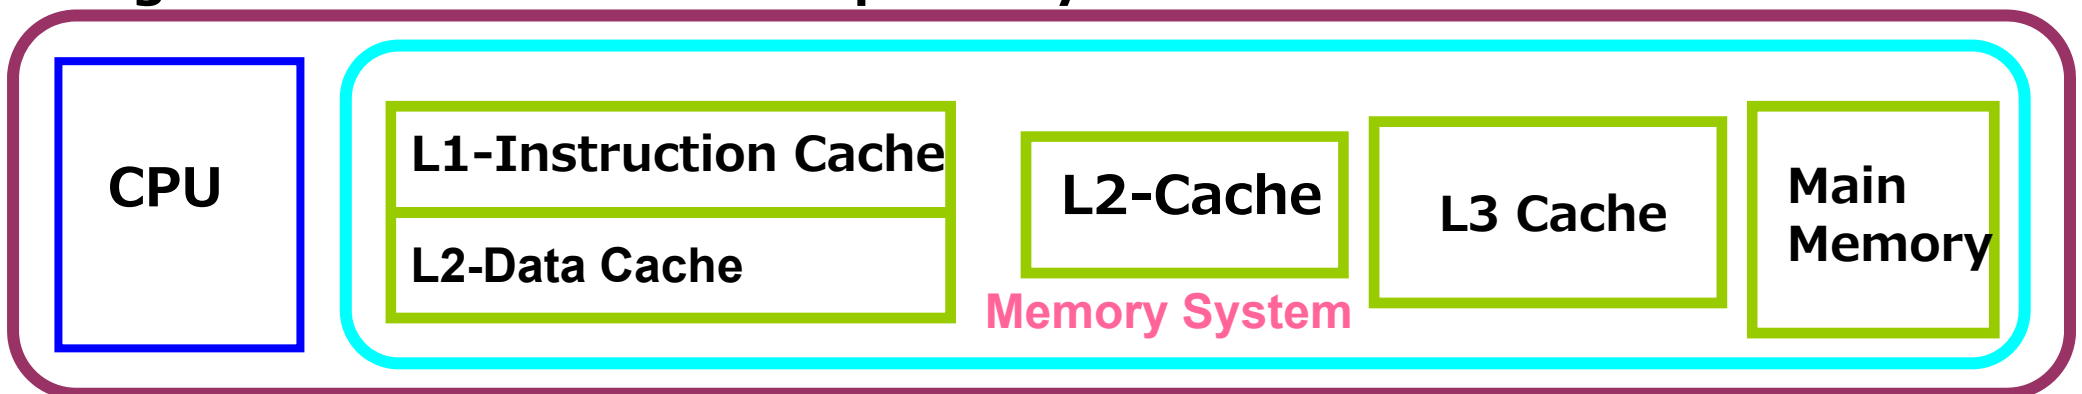 CPU
L1-Instruction Cache
L2-Data Cache
L2-Cache
Memory System
L3 Cache
Main
Memory